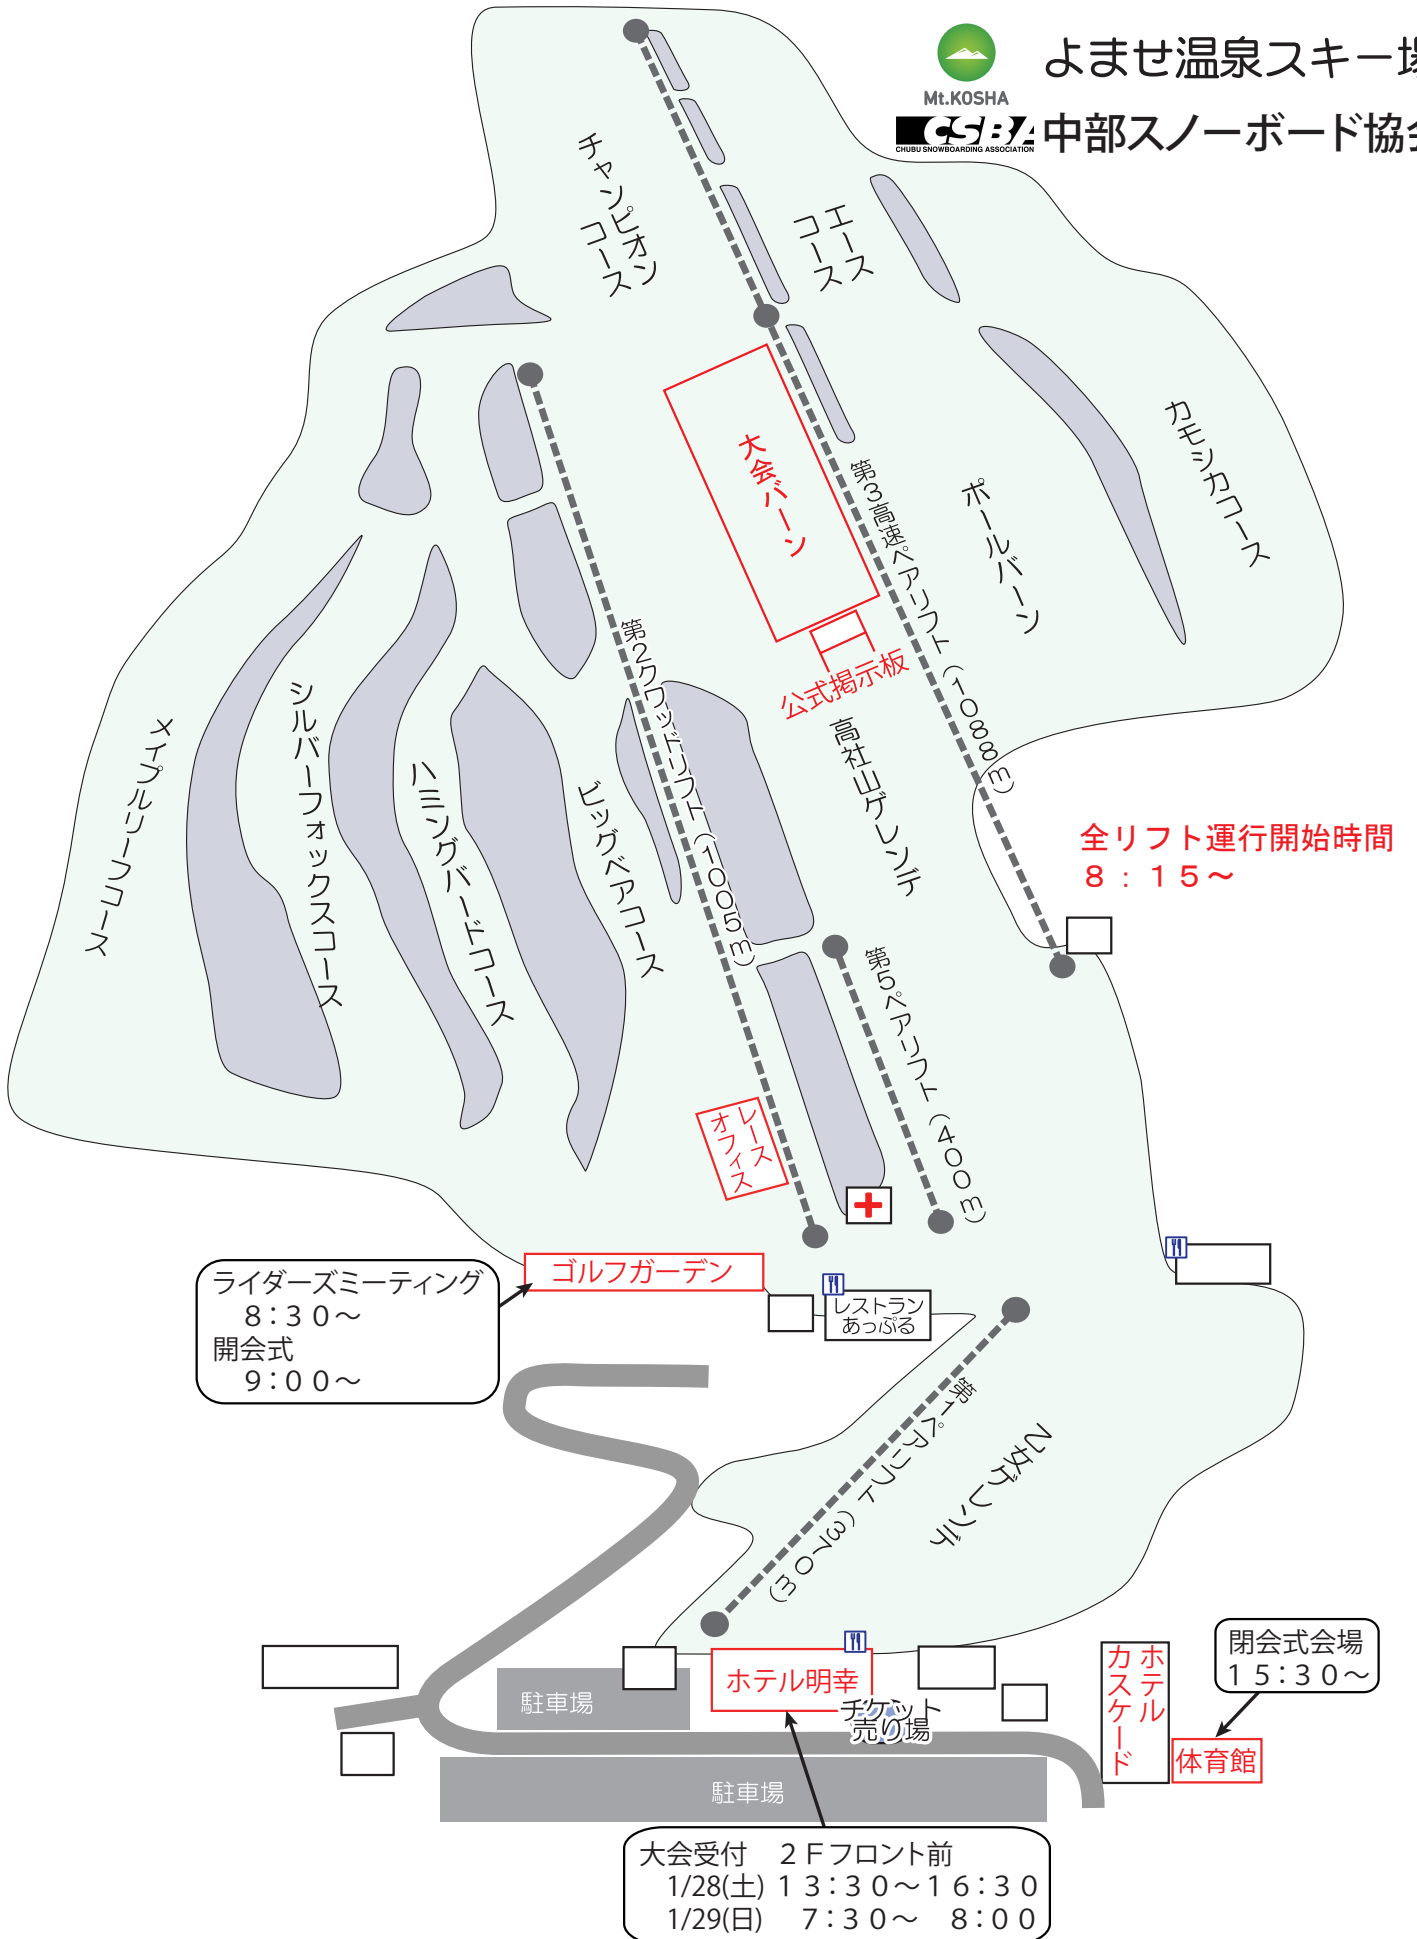 よませ温泉スキー場
Mt.KOSHA
CSBA
CHUBU SNOWBOARDING ASSOCIATION
中部スノーボード協会
チャンピオン
コース
エース
コース
カモシカコース
大会バーン
第3高速ペアリフト(1088m)
ポールバーン
公式掲示板
第2クワッドリフト(1005m)
高社山ゲレンデ
メイプルリーフコース
シルバーフォックスコース
ハミングバードコース
ビッグベアコース
全リフト運行開始時間
8:15～
第5ペアリフト(400m)
レース
オフィス
ライダーズミーティング
8:30～
開会式
9:00～
ゴルフガーデン
レストラン
あっぷる
第1ペアリフト(370m)
乙女ゲレンデ
駐車場
ホテル明幸
チケット
売り場
ホテル
カスケード
閉会式会場
15:30～
体育館
駐車場
大会受付 2Fフロント前
1/28(土) 13:30～16:30
1/29(日) 7:30～ 8:00